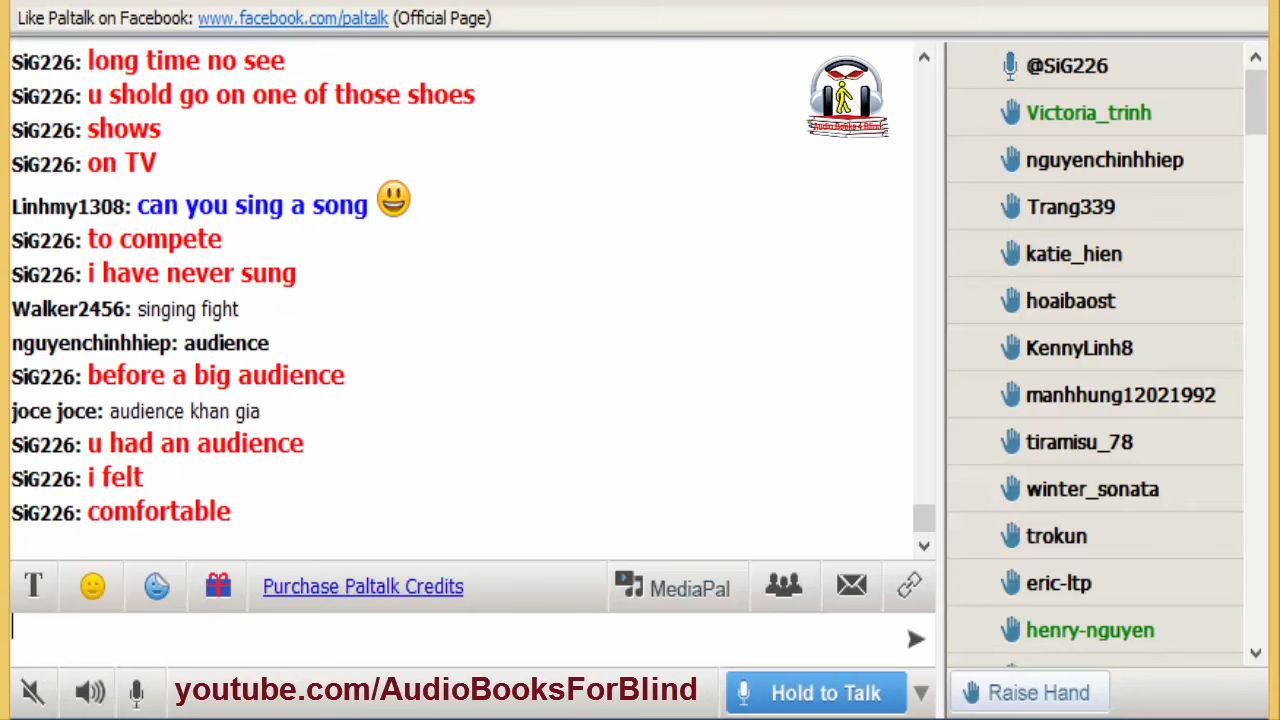 Like Paltalk on Facebook: www.facebook.com/paltalk (Official Page)
SiG226: long time no see
SiG226: u shold go on one of those shoes
SiG226: shows
SiG226: on TV
Linhmy1308: can you sing a song
SiG226: to compete
SiG226: i have never sung
Walker2456: singing fight
nguyenchinhhiep: audience
SiG226: before a big audience
joce joce: audience khan gia
SiG226: u had an audience
SiG226: i felt
SiG226: comfortable
Audio Books 4 Blind
@SiG226
Victoria_trinh
nguyenchinhhiep
Trang339
katie_hien
hoaibaost
KennyLinh8
manhhung12021992
tiramisu_78
winter_sonata
trokun
eric-ltp
henry-nguyen
T
Purchase Paltalk Credits
MediaPal
youtube.com/AudioBooksForBlind
Hold to Talk
Raise Hand